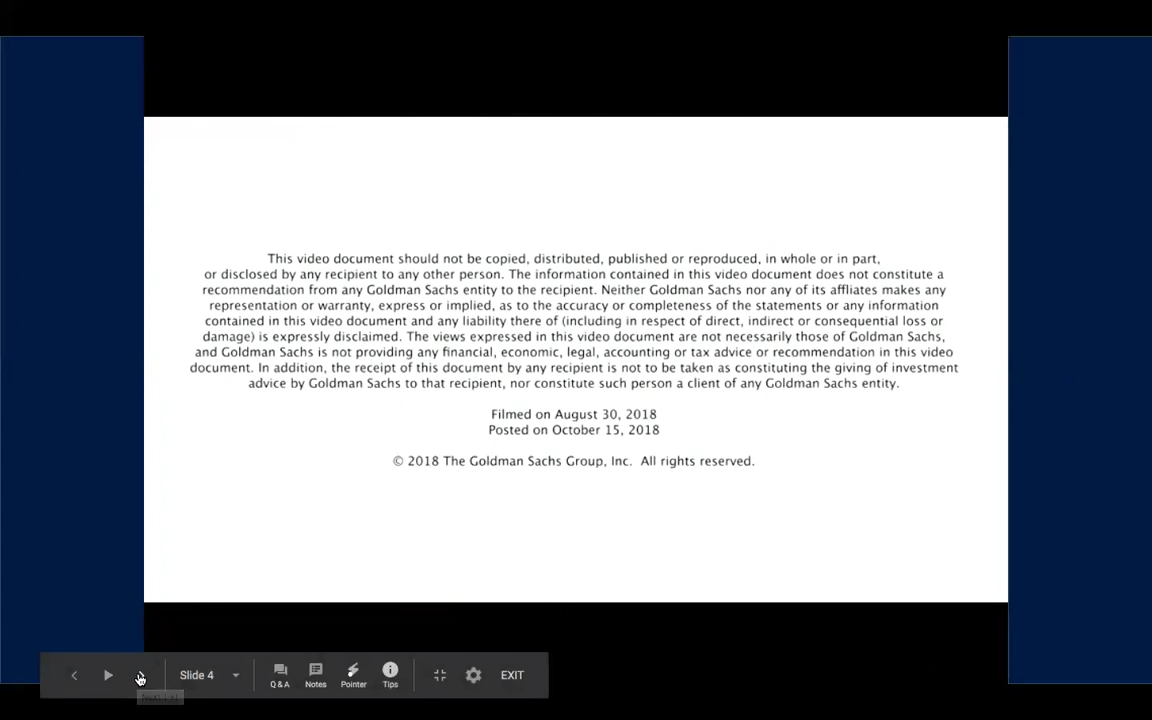 This video document should not be copied, distributed, published or reproduced, in whole or in part,
or disclosed by any recipient to any other person. The information contained in this video document does not constitute a
recommendation from any Goldman Sachs entity to the recipient. Neither Goldman Sachs nor any of its affliates makes any
representation or warranty, express or implied, as to the accuracy or completeness of the statements or any information
contained in this video document and any liability there of (including in respect of direct, indirect or consequential loss or
damage) is expressly disclaimed. The views expressed in this video document are not necessarily those of Goldman Sachs,
and Goldman Sachs is not providing any financial, economic, legal, accounting or tax advice or recommendation in this video
document. In addition, the receipt of this document by any recipient is not to be taken as constituting the giving of investment
advice by Goldman Sachs to that recipient, nor constitute such person a client of any Goldman Sachs entity.
Filmed on August 30, 2018
Posted on October 15, 2018
© 2018 The Goldman Sachs Group, Inc. All rights reserved.
Slide 4
Q&A
Notes
Pointer
Tips
EXIT